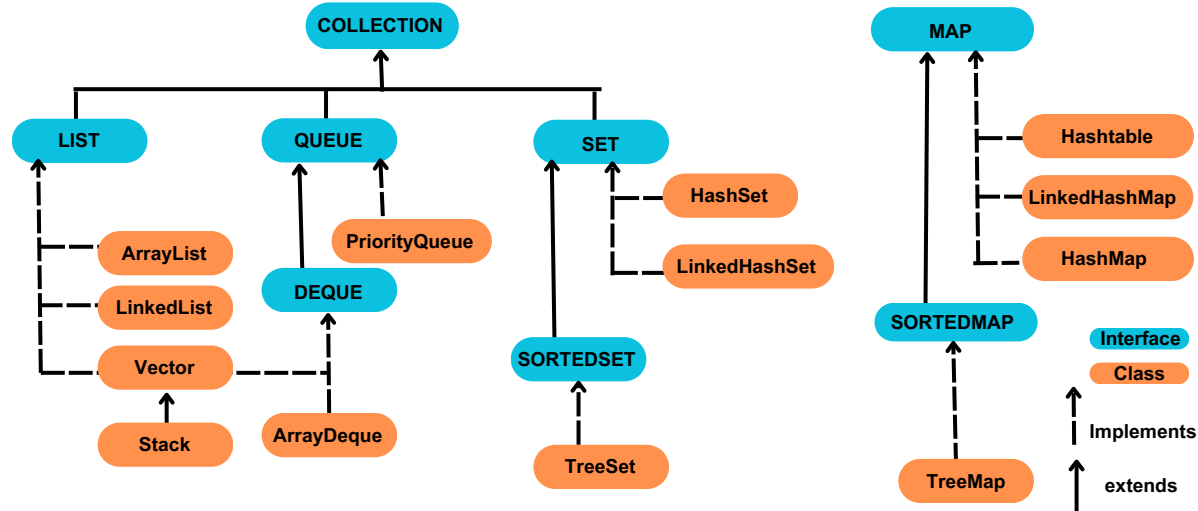 COLLECTION
MAP
LIST
QUEUE
SET
Hashtable
HashSet
LinkedHashMap
PriorityQueue
ArrayList
LinkedHashSet
HashMap
DEQUE
LinkedList
SORTEDMAP
Interface
SORTEDSET
Vector
Class
Implements
ArrayDeque
Stack
TreeSet
TreeMap
extends